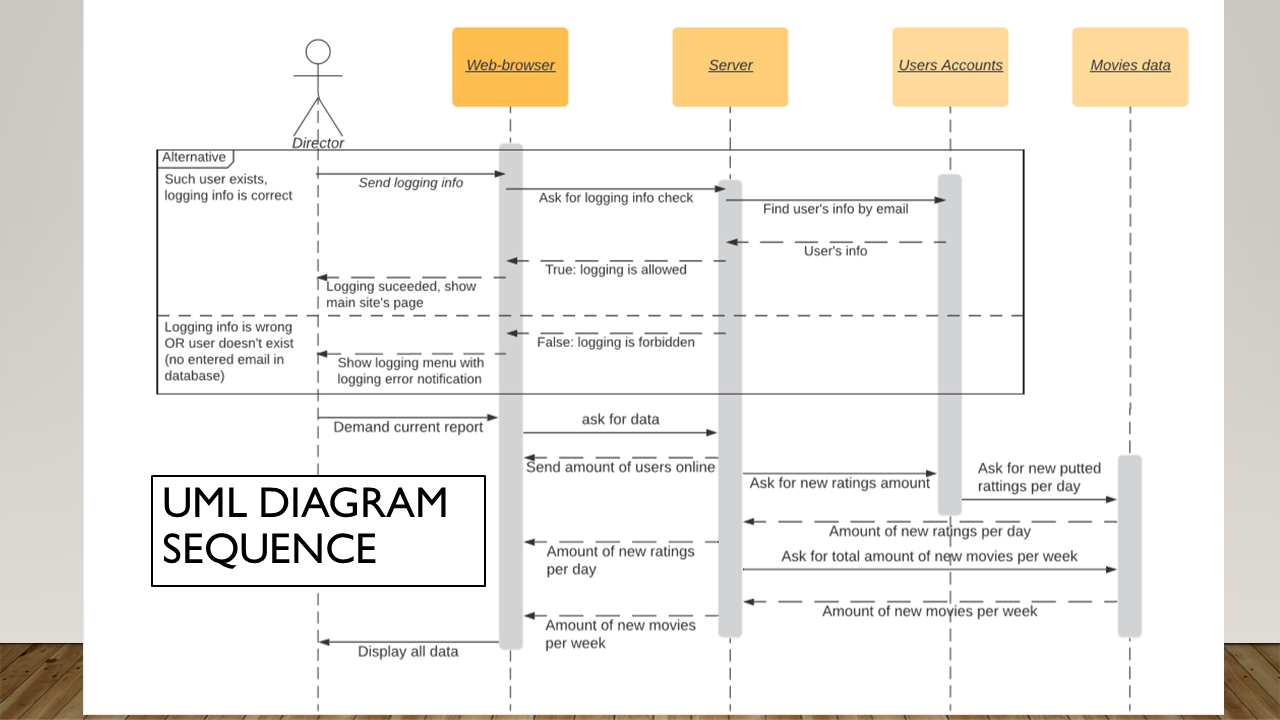 Web-browser
Server
Users Accounts
Movies data
Director
Alternative
Such user exists,
logging info is correct
Send logging info
Ask for logging info check
Find user's info by email
User's info
True: logging is allowed
Logging suceeded, show
main site's page
Logging info is wrong
OR user doesn't exist
(no entered email in
database)
False: logging is forbidden
Show logging menu with
logging error notification
Demand current report
ask for data
Send amount of users online
Ask for new ratings amount
Ask for new putted
rattings per day
UML DIAGRAM
SEQUENCE
Amount of new ratings per day
Amount of new ratings
per day
Ask for total amount of new movies per week
Amount of new movies per week
Amount of new movies
per week
Display all data